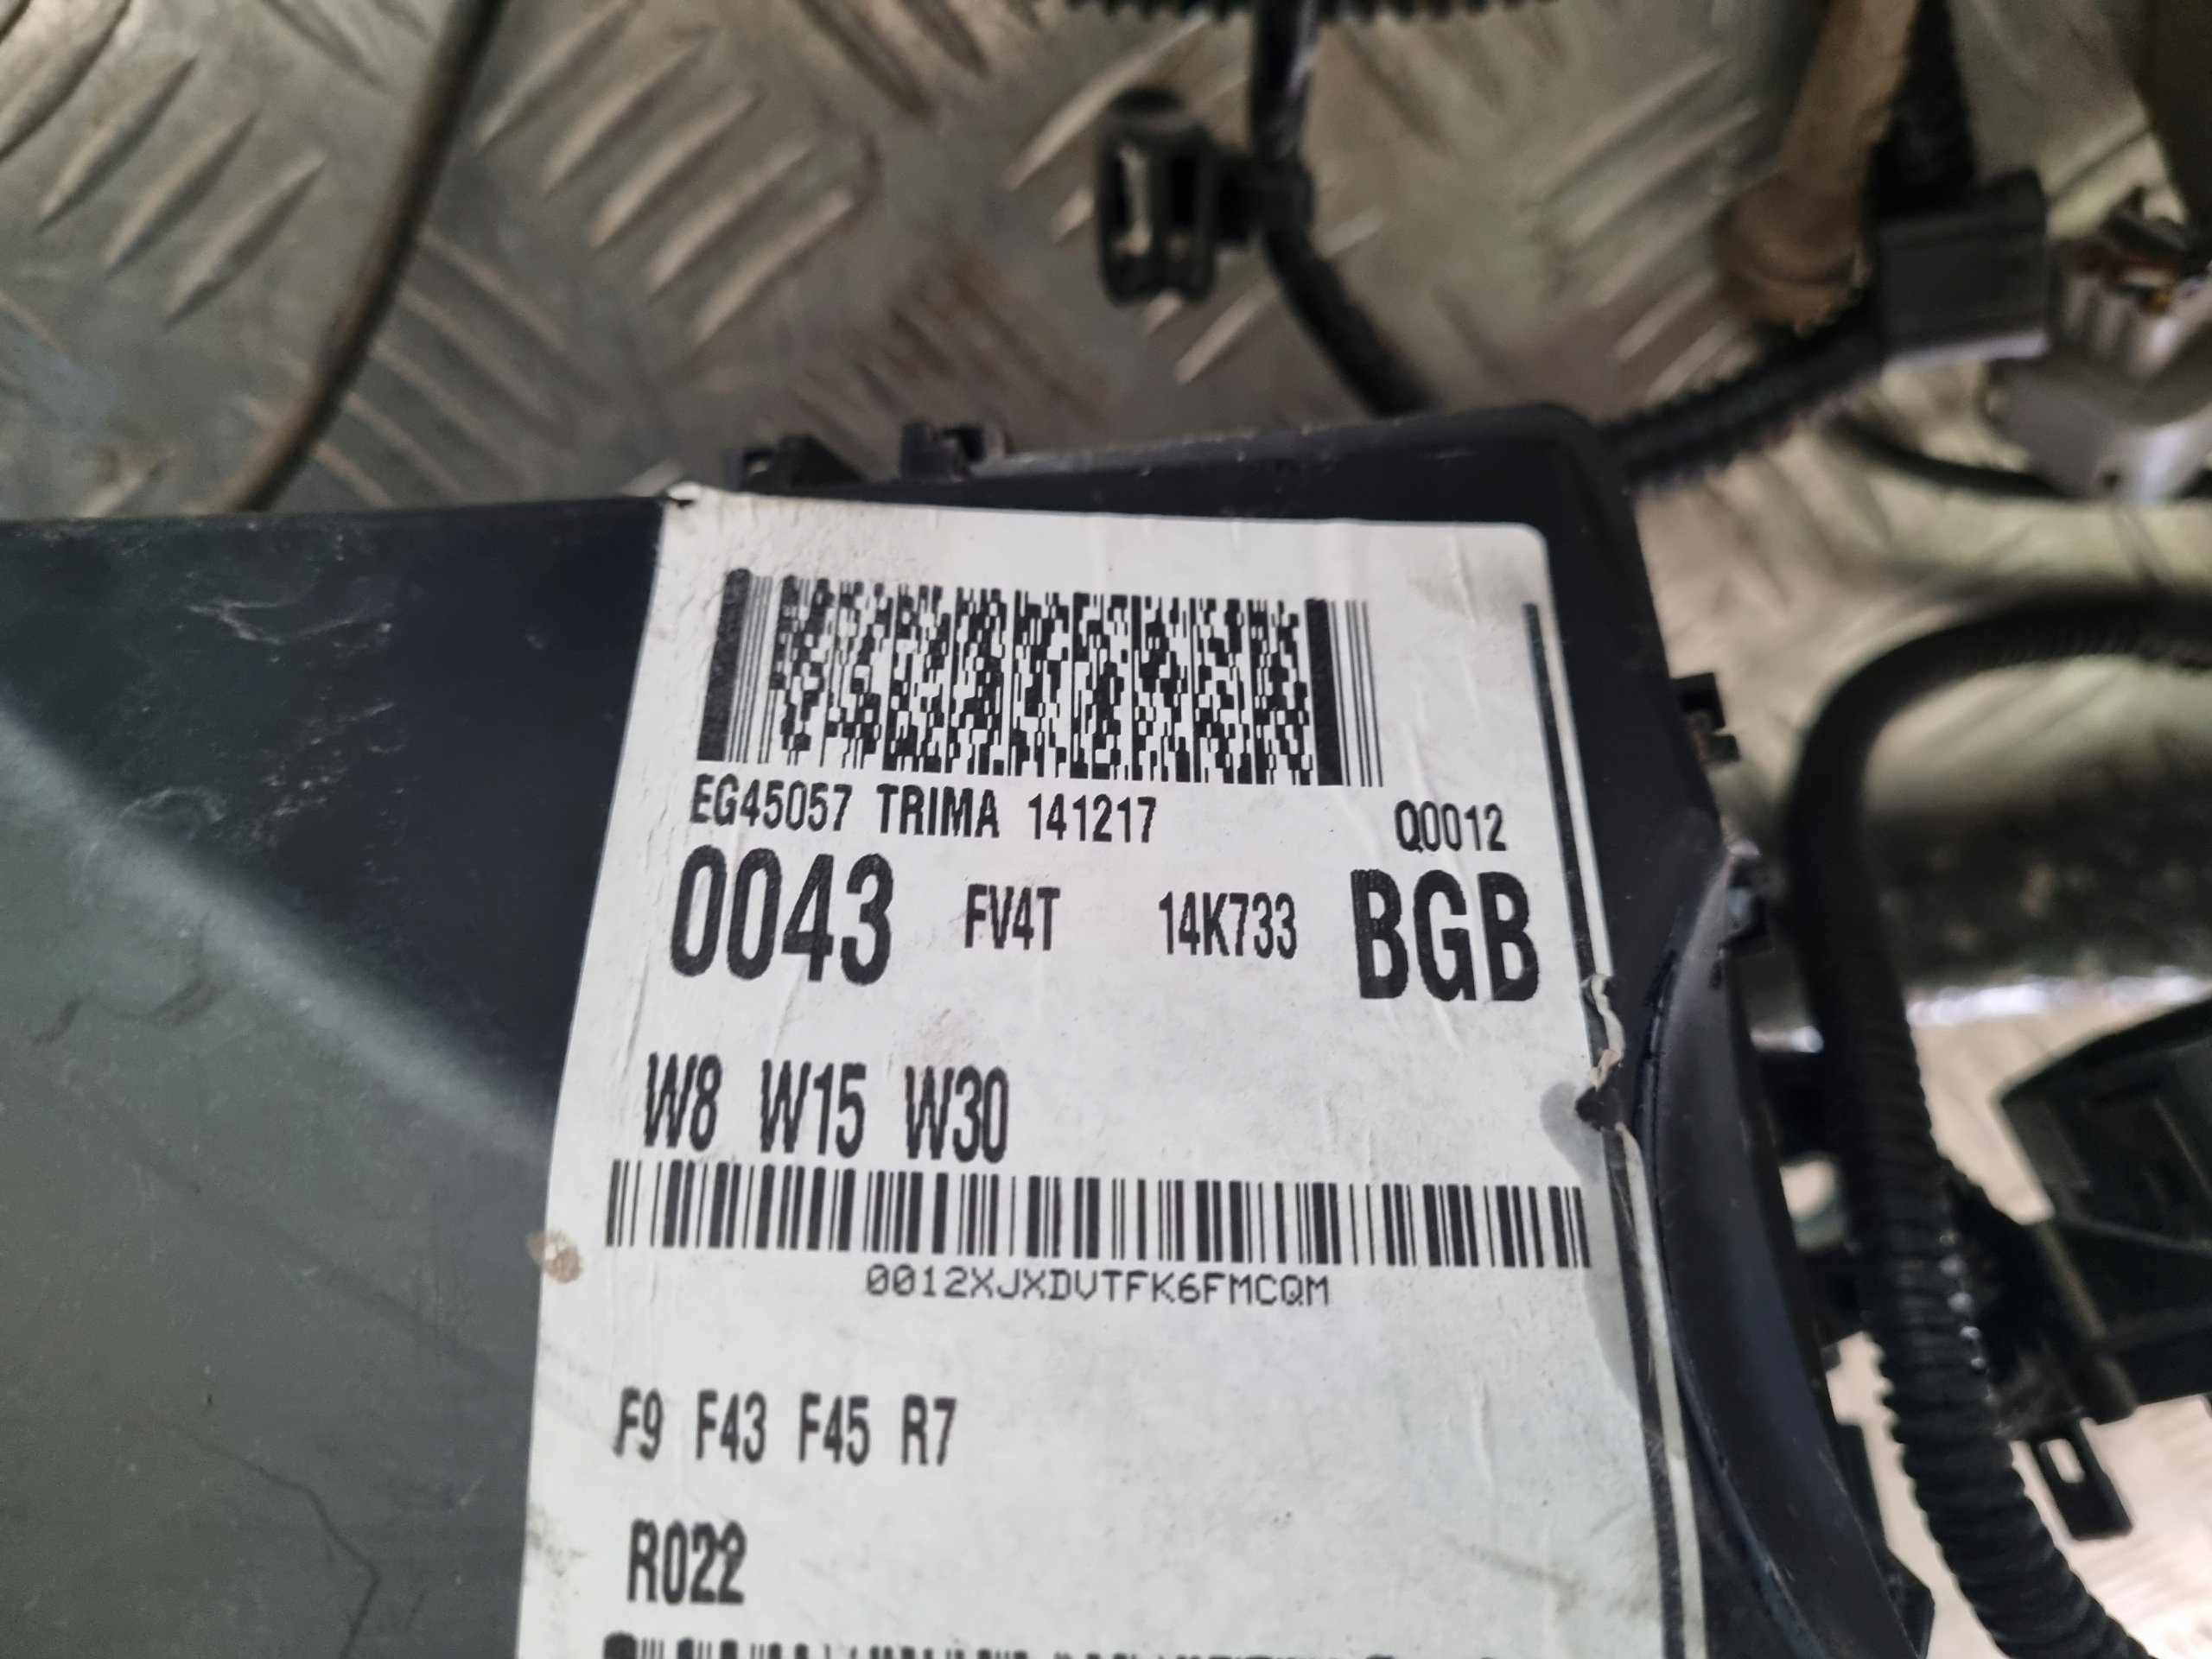 EG45057 TRIMA 141217 Q0012
0043 FV4T 14K733 BGB
W8 W15 W30
0012XJXDVTFK6FMCQM
F9 F43 F45 R7
R022